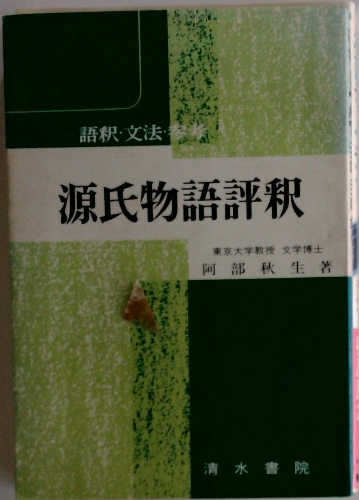 語釈・文法・参考
源氏物語評釈
東京大学教授 文学博士
阿部秋生著
清水書院